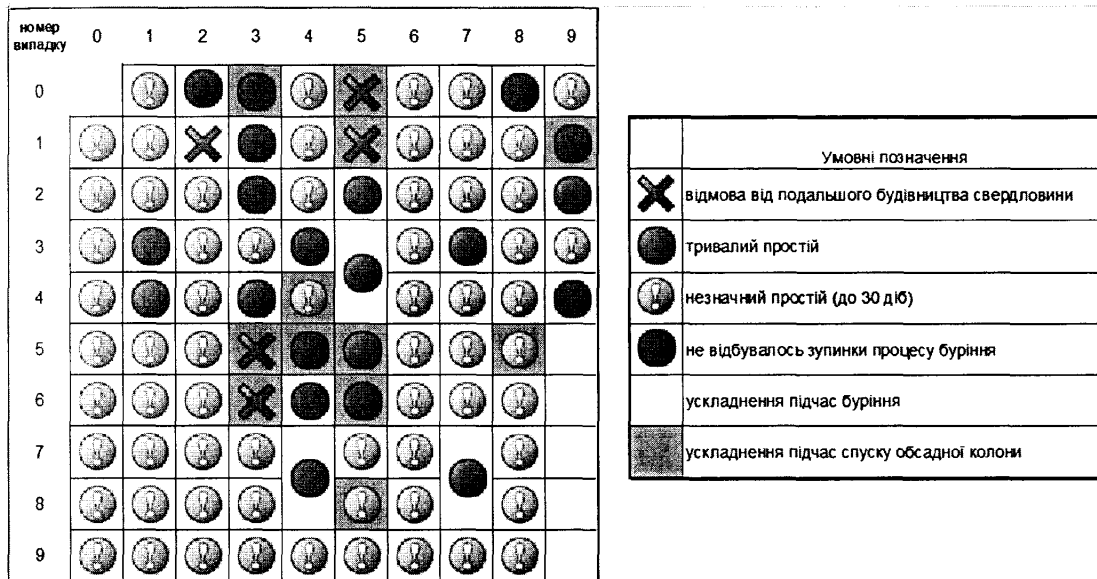 номер випадку 0 1 2 3 4 5 6 7 8 9
0
1
2
3
4
5
6
7
8
9
Умовні позначення
відмова від подальшого будівництва свердловини
тривалий простій
незначний простій (до 30 діб)
не відбувалось зупинки процесу буріння
ускладнення підчас буріння
ускладнення підчас спуску обсадної колони